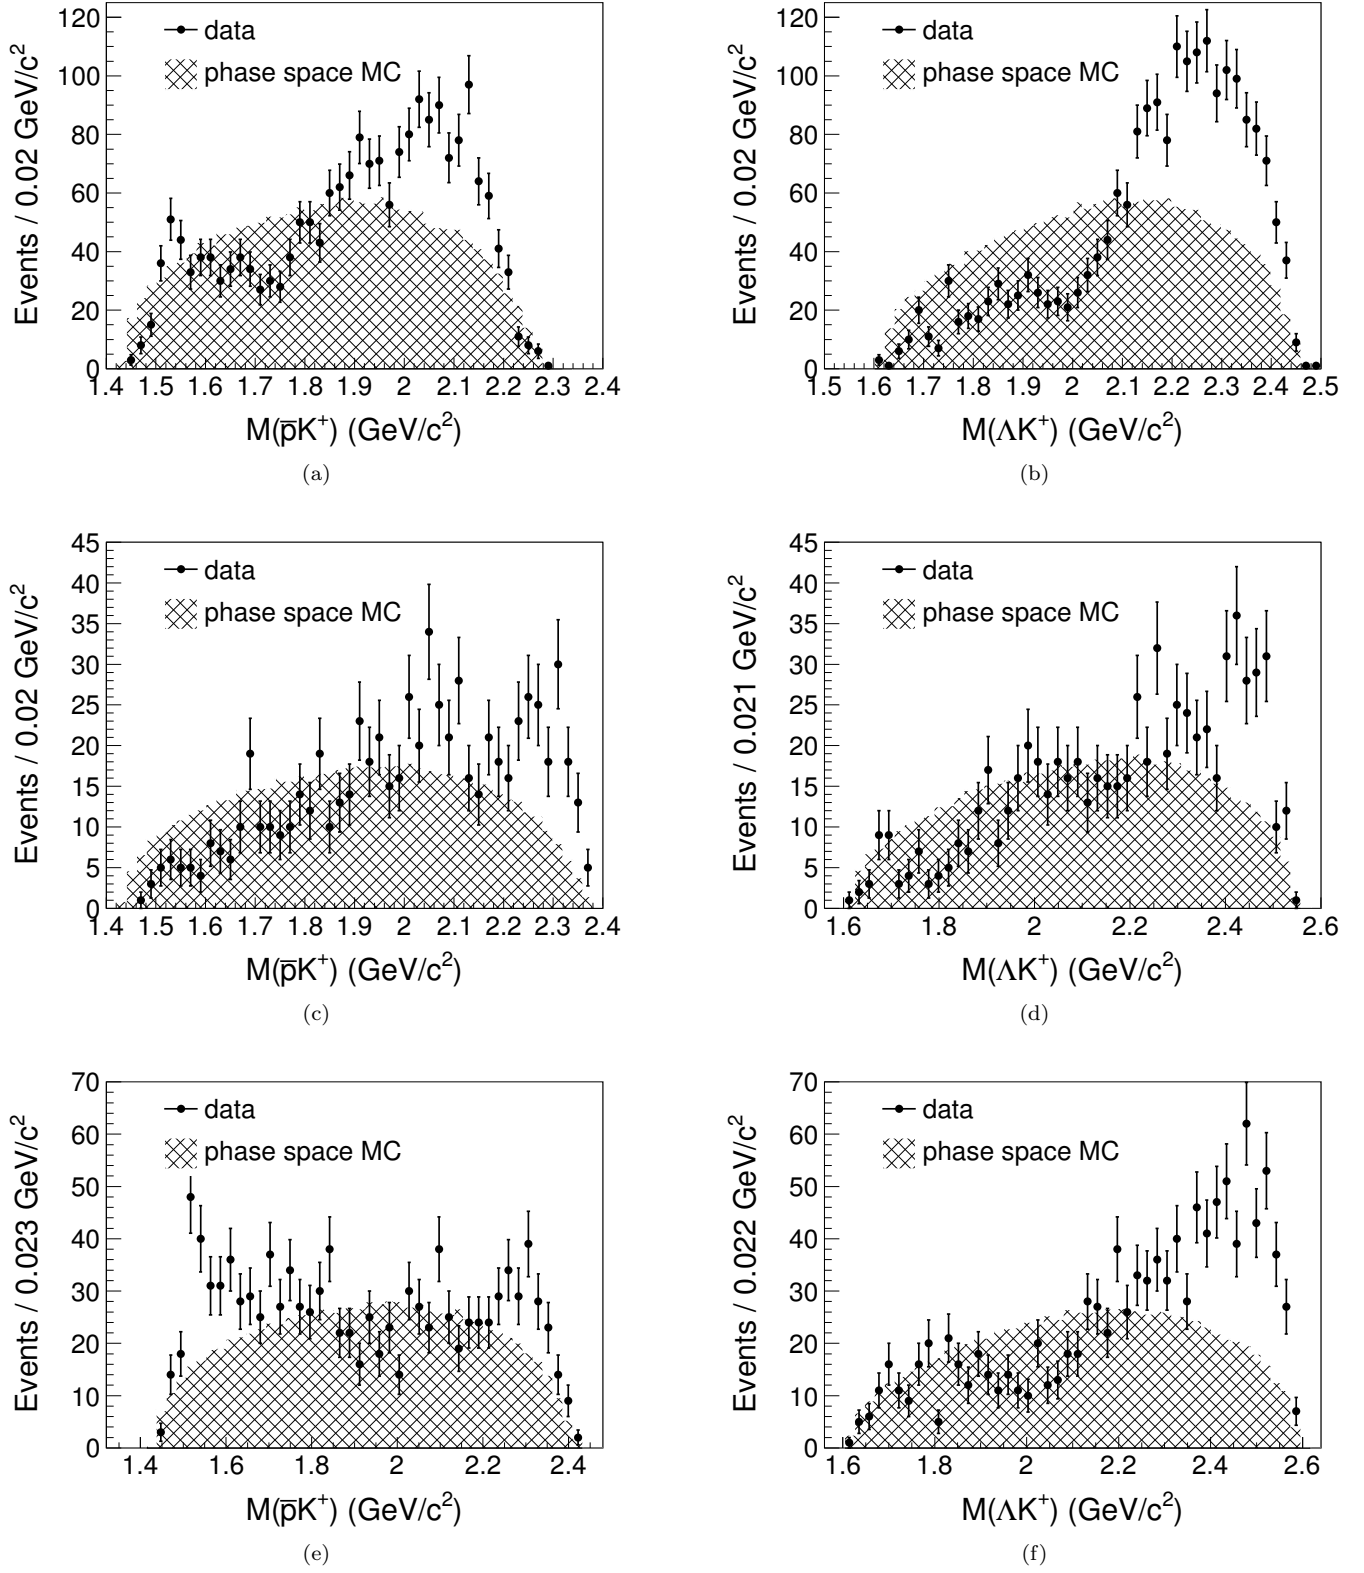 Events / 0.02 GeV/c²
120
100
80
60
40
20
0
data
phase space MC
1.4 1.5 1.6 1.7 1.8 1.9 2 2.1 2.2 2.3 2.4
M(p̅K⁺) (GeV/c²)
(a)
Events / 0.02 GeV/c²
120
100
80
60
40
20
0
data
phase space MC
1.5 1.6 1.7 1.8 1.9 2 2.1 2.2 2.3 2.4 2.5
M(ΛK⁺) (GeV/c²)
(b)
Events / 0.02 GeV/c²
45
40
35
30
25
20
15
10
5
0
data
phase space MC
1.4 1.5 1.6 1.7 1.8 1.9 2 2.1 2.2 2.3 2.4
M(p̅K⁺) (GeV/c²)
(c)
Events / 0.021 GeV/c²
45
40
35
30
25
20
15
10
5
0
data
phase space MC
1.6 1.8 2 2.2 2.4 2.6
M(ΛK⁺) (GeV/c²)
(d)
Events / 0.023 GeV/c²
70
60
50
40
30
20
10
0
data
phase space MC
1.4 1.6 1.8 2 2.2 2.4
M(p̅K⁺) (GeV/c²)
(e)
Events / 0.022 GeV/c²
70
60
50
40
30
20
10
0
data
phase space MC
1.6 1.8 2 2.2 2.4 2.6
M(ΛK⁺) (GeV/c²)
(f)